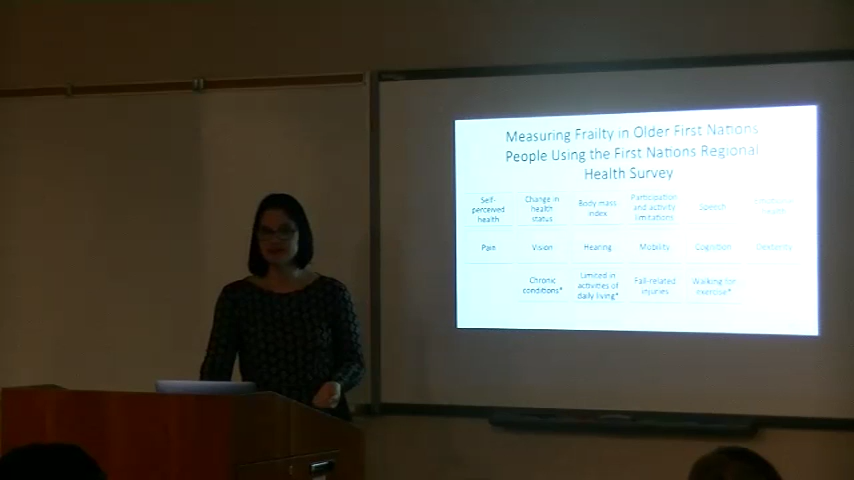 Measuring Frailty in Older First Nations
People Using the First Nations Regional
Health Survey
Self-
perceived
health
Change in
health
status
Body mass
index
Participation
and activity
limitations
Speech
Emotional
health
Pain
Vision
Hearing
Mobility
Cognition
Dexterity
Chronic
conditions*
Limited in
activities of
daily living*
Fall-related
injuries
Walking for
exercise*